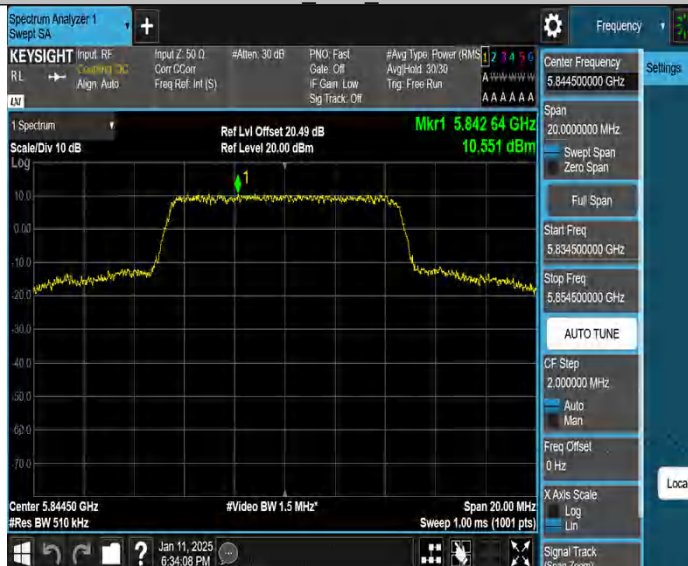 Spectrum Analyzer 1
Swept SA
+
Frequency
KEYSIGHT
RL
Input: RF
Coupling: DC
Align: Auto
Input Z: 50 Ω
Corr CCorr
Freq Ref: Int (S)
#Atten: 30 dB
PNO: Fast
Gate: Off
IF Gain: Low
Sig Track: Off
#Avg Type: Power (RMS
Avg|Hold: 30/30
Trig: Free Run
1 2 3 4 5 6
A W W W W W
A A A A A A
LXI
1 Spectrum
Scale/Div 10 dB
Log
Ref Lvl Offset 20.49 dB
Ref Level 20.00 dBm
Mkr1 5.842 64 GHz
10.551 dBm
1
10.0
0.00
-10.0
-20.0
-30.0
-40.0
-50.0
-60.0
-70.0
Center 5.84450 GHz
#Res BW 510 kHz
#Video BW 1.5 MHz*
Span 20.00 MHz
Sweep 1.00 ms (1001 pts)
?
Jan 11, 2025
6:34:08 PM
Center Frequency
5.844500000 GHz
Settings
Span
20.0000000 MHz
Swept Span
Zero Span
Full Span
Start Freq
5.834500000 GHz
Stop Freq
5.854500000 GHz
AUTO TUNE
CF Step
2.000000 MHz
Auto
Man
Freq Offset
0 Hz
X Axis Scale
Log
Lin
Loca
Signal Track
(Span Zoom)